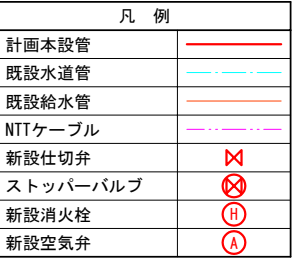 凡 例
計画本設管
既設水道管
既設給水管
NTTケーブル
新設仕切弁
ストッパーバルブ
新設消火栓 H
新設空気弁 A